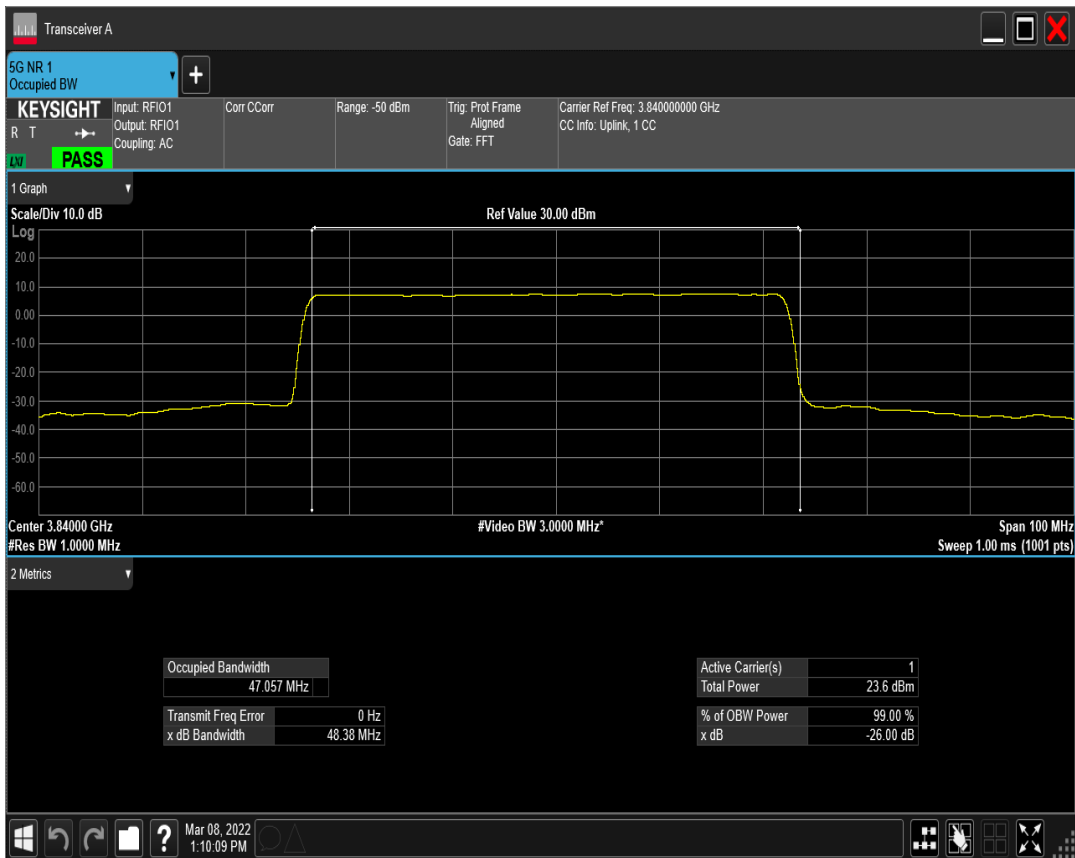 Transceiver A
5G NR 1
Occupied BW
+
KEYSIGHT
R T
LXI
PASS
Input: RFIO1
Output: RFIO1
Coupling: AC
Corr CCorr
Range: -50 dBm
Trig: Prot Frame
Aligned
Gate: FFT
Carrier Ref Freq: 3.840000000 GHz
CC Info: Uplink, 1 CC
1 Graph
Scale/Div 10.0 dB
Ref Value 30.00 dBm
Log
20.0
10.0
0.00
-10.0
-20.0
-30.0
-40.0
-50.0
-60.0
Center 3.84000 GHz
#Video BW 3.0000 MHz*
Span 100 MHz
#Res BW 1.0000 MHz
Sweep 1.00 ms (1001 pts)
2 Metrics
Occupied Bandwidth
47.057 MHz
Transmit Freq Error 0 Hz
x dB Bandwidth 48.38 MHz
Active Carrier(s) 1
Total Power 23.6 dBm
% of OBW Power 99.00 %
x dB -26.00 dB
?
Mar 08, 2022
1:10:09 PM